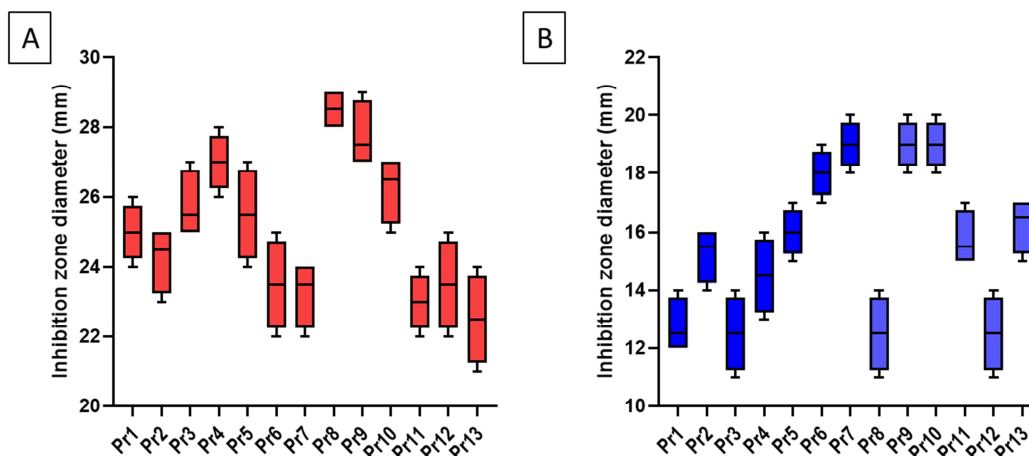 A
Inhibition zone diameter (mm)
30
28
26
24
22
20
Pr1 Pr2 Pr3 Pr4 Pr5 Pr6 Pr7 Pr8 Pr9 Pr10 Pr11 Pr12 Pr13
B
Inhibition zone diameter (mm)
22
20
18
16
14
12
10
Pr1 Pr2 Pr3 Pr4 Pr5 Pr6 Pr7 Pr8 Pr9 Pr10 Pr11 Pr12 Pr13